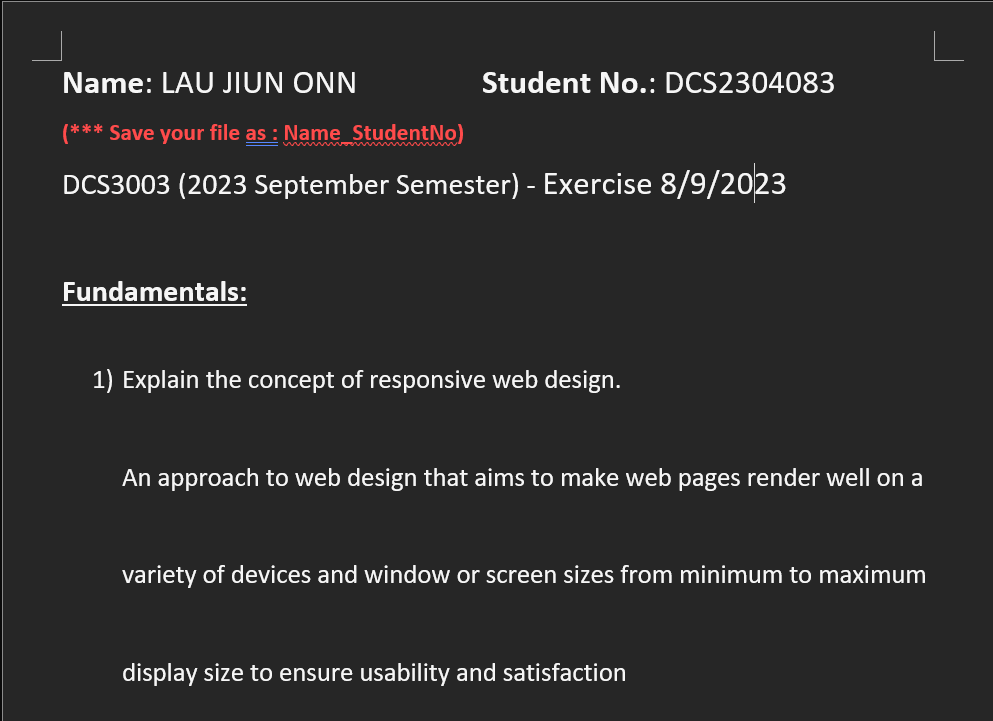 Name: LAU JIUN ONN Student No.: DCS2304083
(*** Save your file as : Name_StudentNo)
DCS3003 (2023 September Semester) - Exercise 8/9/2023
Fundamentals:
1) Explain the concept of responsive web design.
An approach to web design that aims to make web pages render well on a
variety of devices and window or screen sizes from minimum to maximum
display size to ensure usability and satisfaction